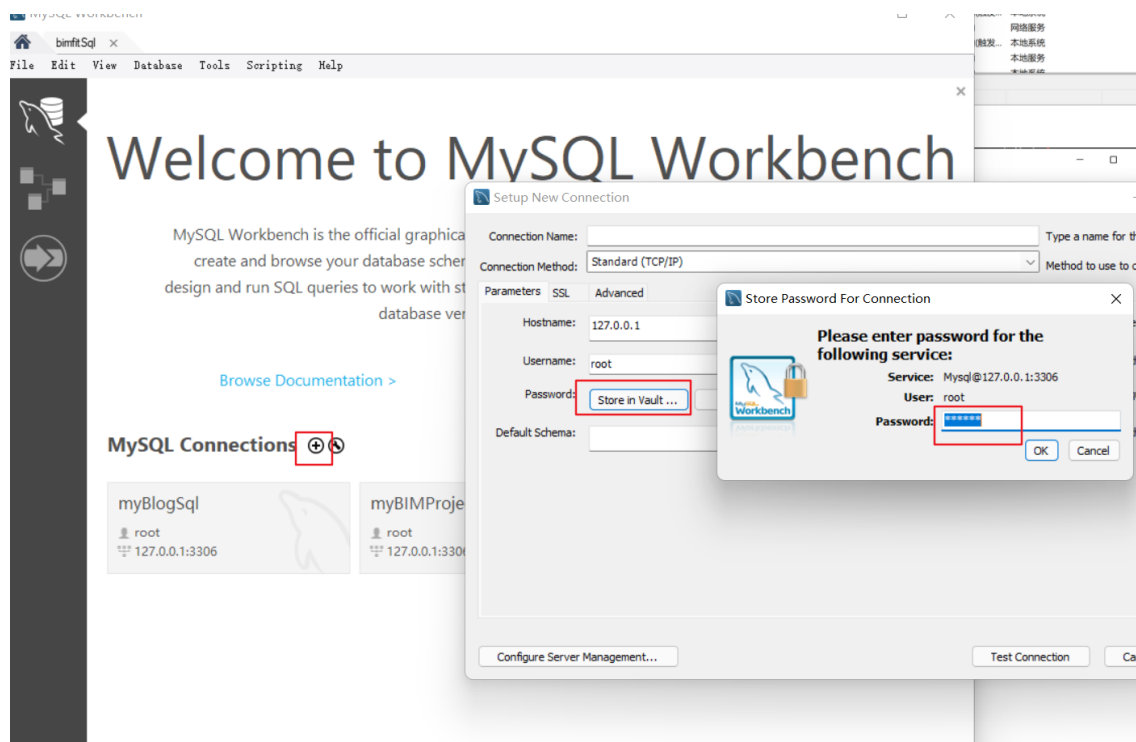 MySQL Workbench
bimfitSql
File Edit View Database Tools Scripting Help
网络服务
本地系统
本地服务
Welcome to MySQL Workbench
MySQL Workbench is the official graphica
create and browse your database scher
design and run SQL queries to work with st
database ver
Browse Documentation >
MySQL Connections
myBlogSql
root
127.0.0.1:3306
myBIMProje
root
127.0.0.1:3306
Setup New Connection
Connection Name:
Type a name for th
Connection Method: Standard (TCP/IP)
Method to use to c
Parameters SSL Advanced
Hostname: 127.0.0.1
Username: root
Password: Store in Vault ...
Default Schema:
Store Password For Connection
Please enter password for the
following service:
Service: Mysql@127.0.0.1:3306
User: root
Password: ******
OK Cancel
MySQL
Workbench
Configure Server Management...
Test Connection
Ca